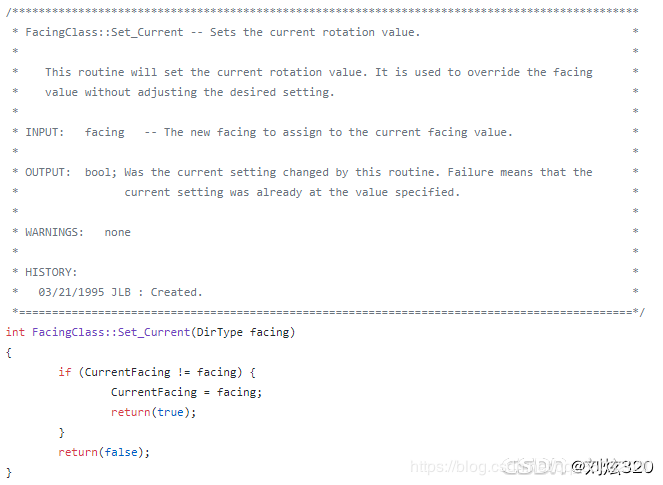 /***********************************************************************************************
 * FacingClass::Set_Current -- Sets the current rotation value.                                *
 *                                                                                             *
 *    This routine will set the current rotation value. It is used to override the facing      *
 *    value without adjusting the desired setting.                                             *
 *                                                                                             *
 * INPUT:   facing   -- The new facing to assign to the current facing value.                  *
 *                                                                                             *
 * OUTPUT:  bool; Was the current setting changed by this routine. Failure means that the      *
 *                current setting was already at the value specified.                          *
 *                                                                                             *
 * WARNINGS:   none                                                                            *
 *                                                                                             *
 * HISTORY:                                                                                    *
 *   03/21/1995 JLB : Created.                                                                 *
 *=============================================================================================*/
int FacingClass::Set_Current(DirType facing)
{
        if (CurrentFacing != facing) {
                CurrentFacing = facing;
                return(true);
        }
        return(false);
}
https://blog.cs
CSDN @刘炫320